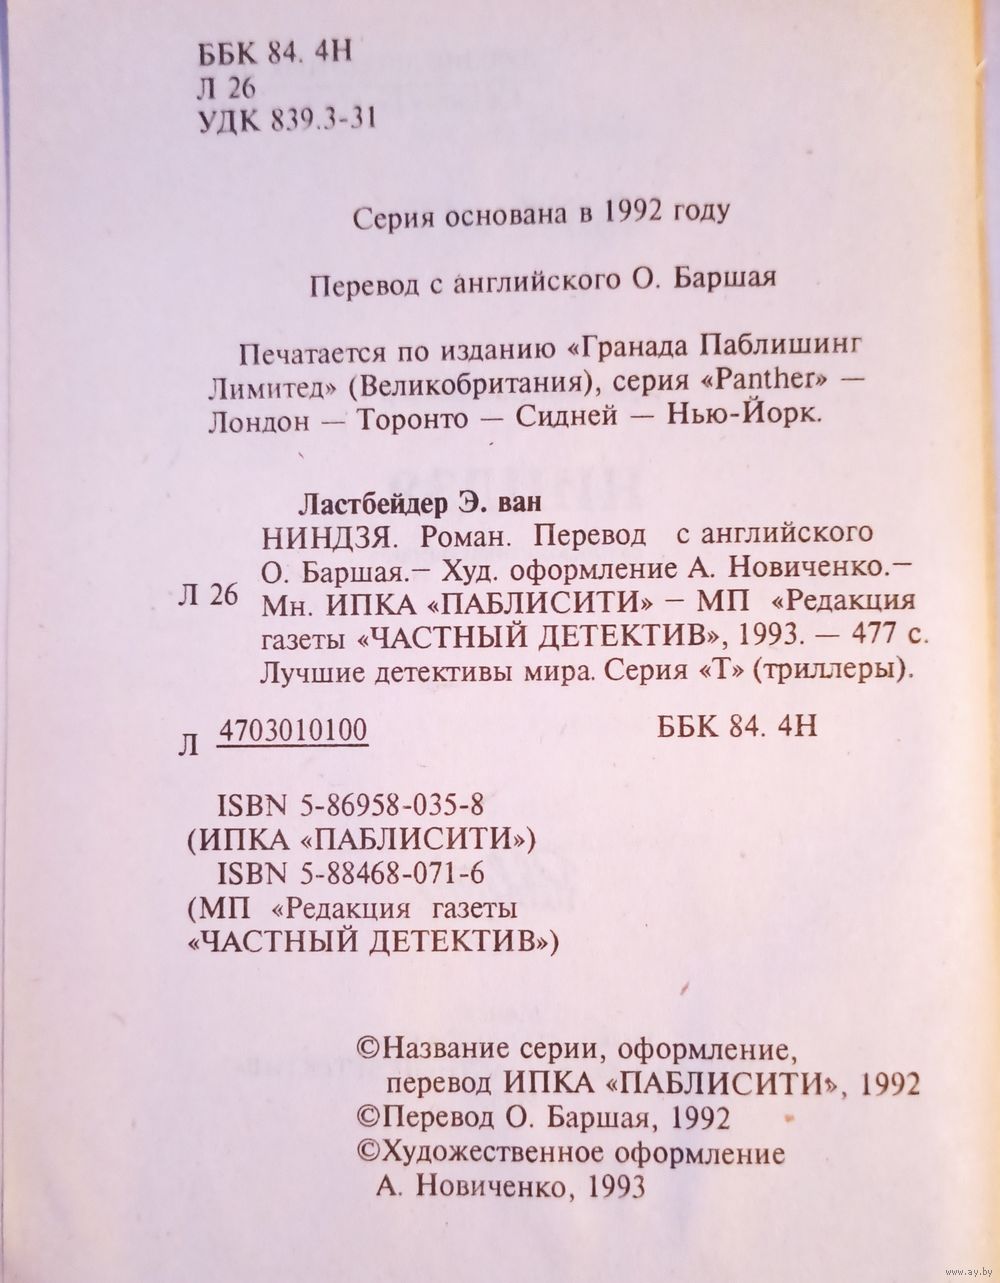 ББК 84. 4Н
Л 26
УДК 839.3-31
Серия основана в 1992 году
Перевод с английского О. Баршая
Печатается по изданию «Гранада Паблишинг
Лимитед» (Великобритания), серия «Panther» —
Лондон — Торонто — Сидней — Нью-Йорк.
Ластбейдер Э. ван
НИНДЗЯ. Роман. Перевод с английского
О. Баршая.— Худ. оформление А. Новиченко.—
Л 26 Мн. ИПКА «ПАБЛИСИТИ» — МП «Редакция
газеты «ЧАСТНЫЙ ДЕТЕКТИВ», 1993. — 477 с.
Лучшие детективы мира. Серия «Т» (триллеры).
Л 4703010100 ББК 84. 4Н
ISBN 5-86958-035-8
(ИПКА «ПАБЛИСИТИ»)
ISBN 5-88468-071-6
(МП «Редакция газеты
«ЧАСТНЫЙ ДЕТЕКТИВ»)
©Название серии, оформление,
перевод ИПКА «ПАБЛИСИТИ», 1992
©Перевод О. Баршая, 1992
©Художественное оформление
А. Новиченко, 1993
www.ay.by